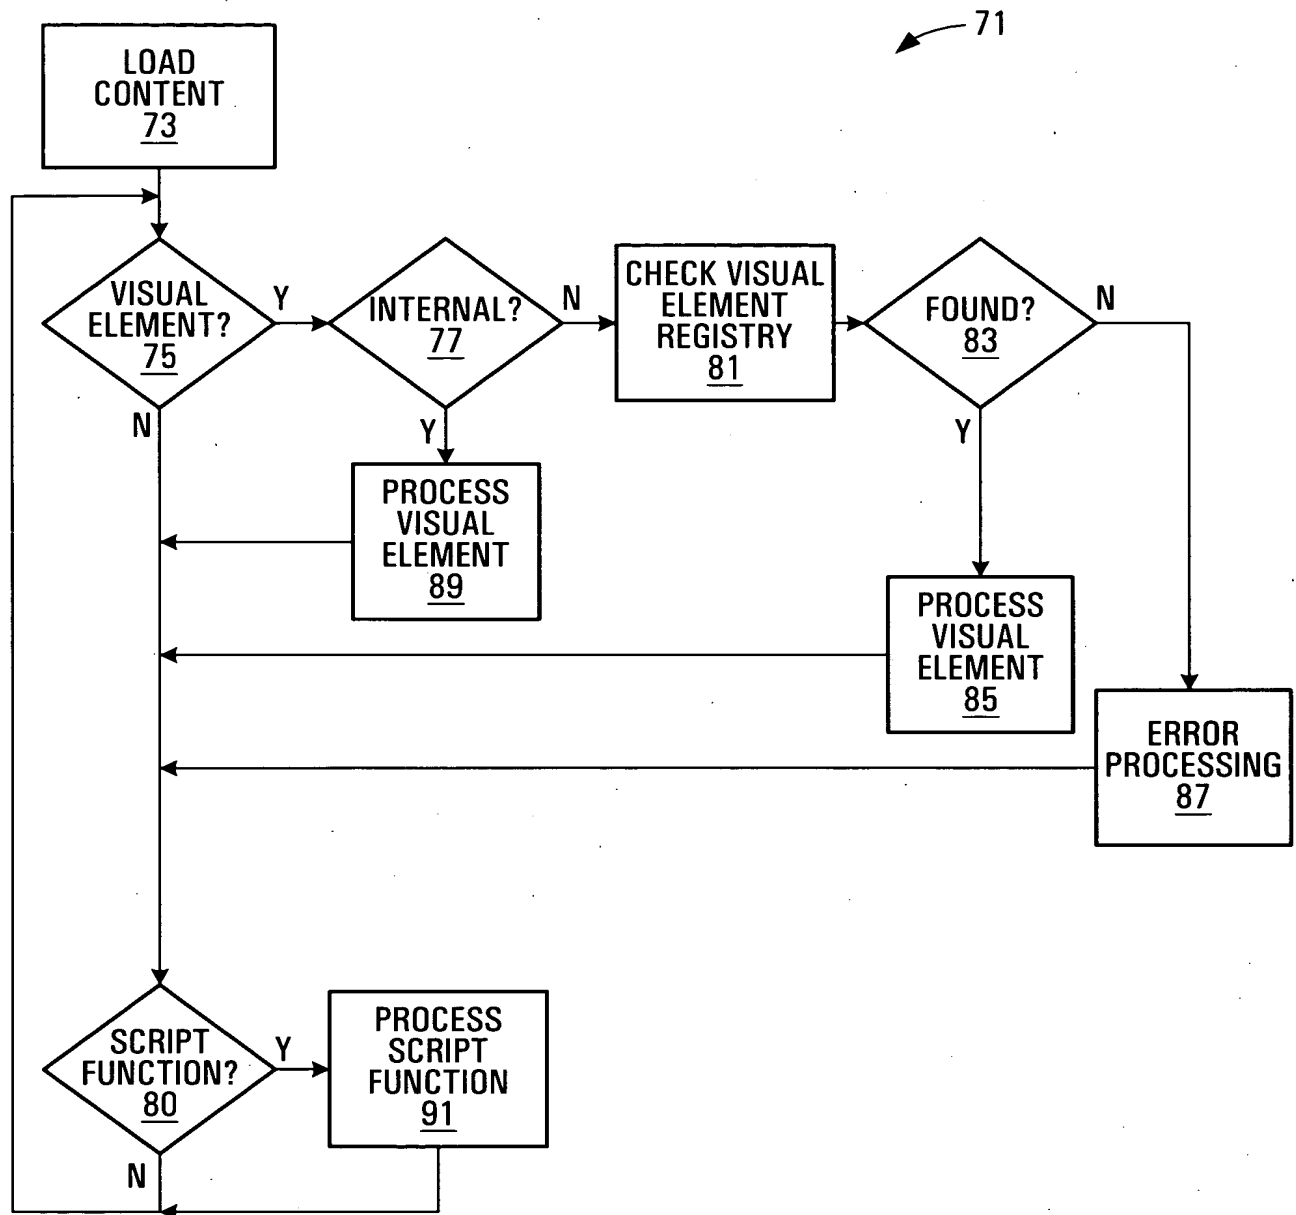 71
LOAD
CONTENT
73
VISUAL
ELEMENT?
75
Y
INTERNAL?
77
N
CHECK VISUAL
ELEMENT
REGISTRY
81
FOUND?
83
N
N
Y
PROCESS
VISUAL
ELEMENT
89
Y
PROCESS
VISUAL
ELEMENT
85
ERROR
PROCESSING
87
SCRIPT
FUNCTION?
80
Y
PROCESS
SCRIPT
FUNCTION
91
N